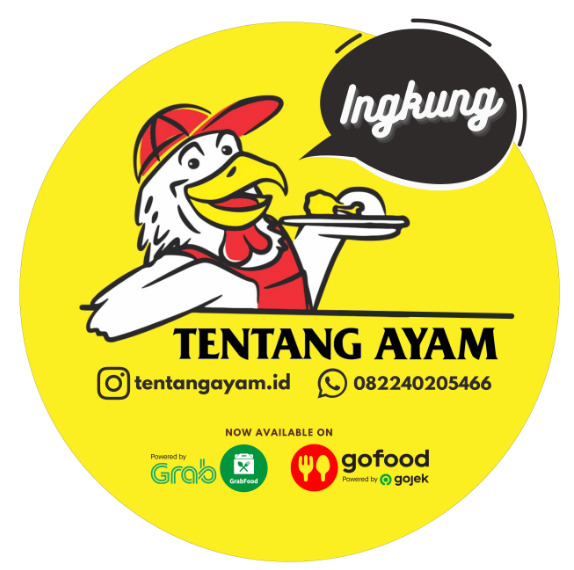 Ingkung
TENTANG AYAM
tentangayam.id 082240205466
NOW AVAILABLE ON
Powered by
Grab
GrabFood
gofood
Powered by gojek